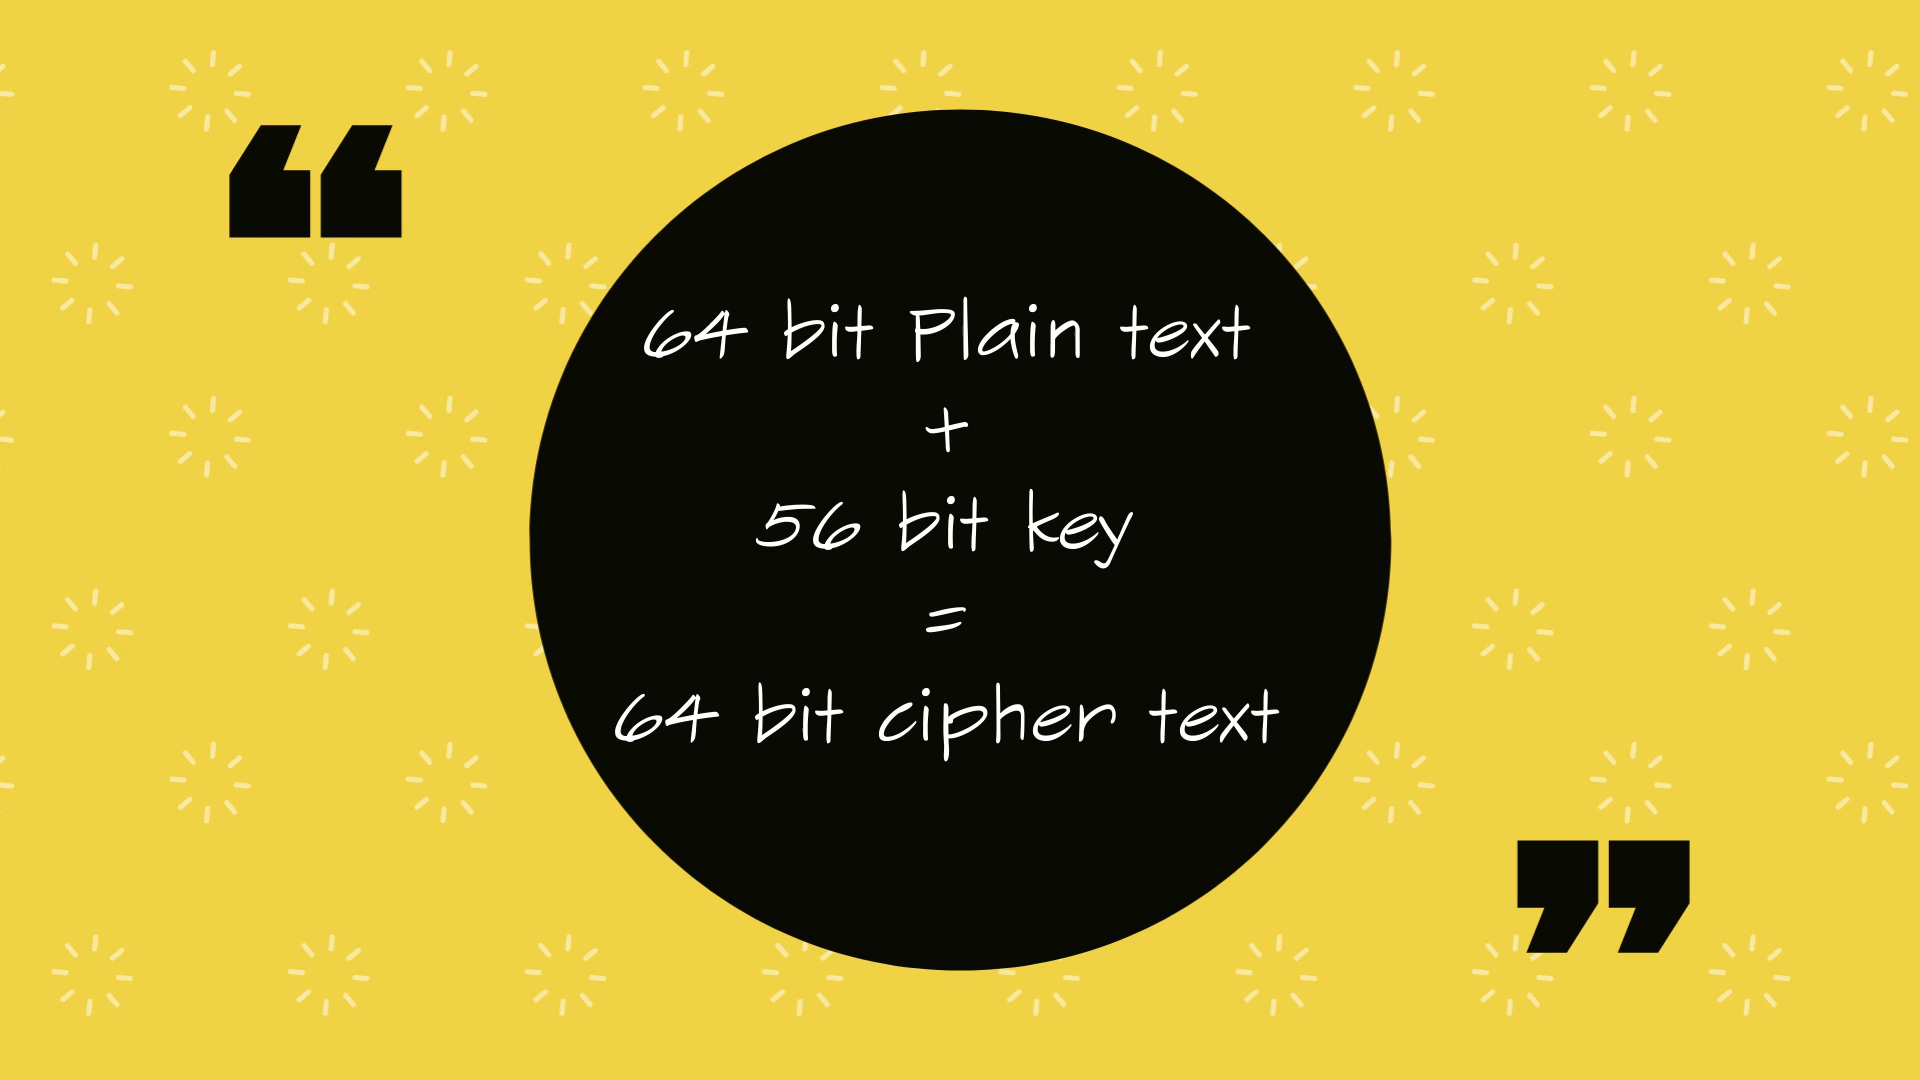 “
64 bit Plain text
+
56 bit key
=
64 bit cipher text
”